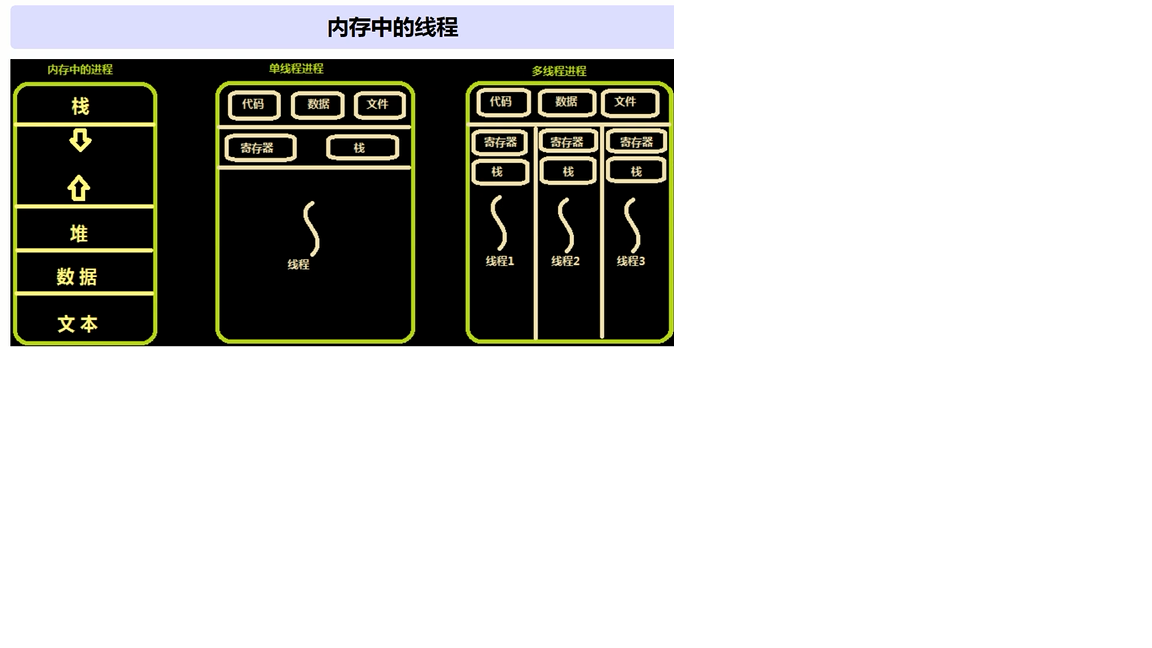 内存中的线程
内存中的进程
栈
堆
数据
文本
单线程进程
代码 数据 文件
寄存器 栈
线程
多线程进程
代码 数据 文件
寄存器 寄存器 寄存器
栈 栈 栈
线程1 线程2 线程3